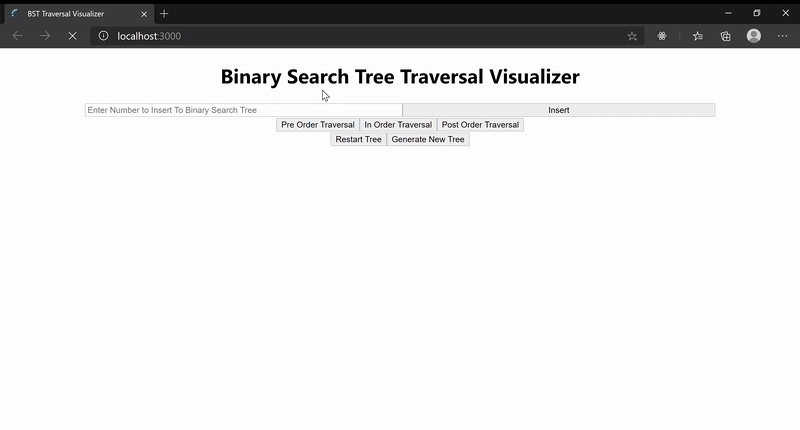 BST Traversal Visualizer
localhost:3000
Binary Search Tree Traversal Visualizer
Enter Number to Insert To Binary Search Tree Insert
Pre Order Traversal In Order Traversal Post Order Traversal
Restart Tree Generate New Tree